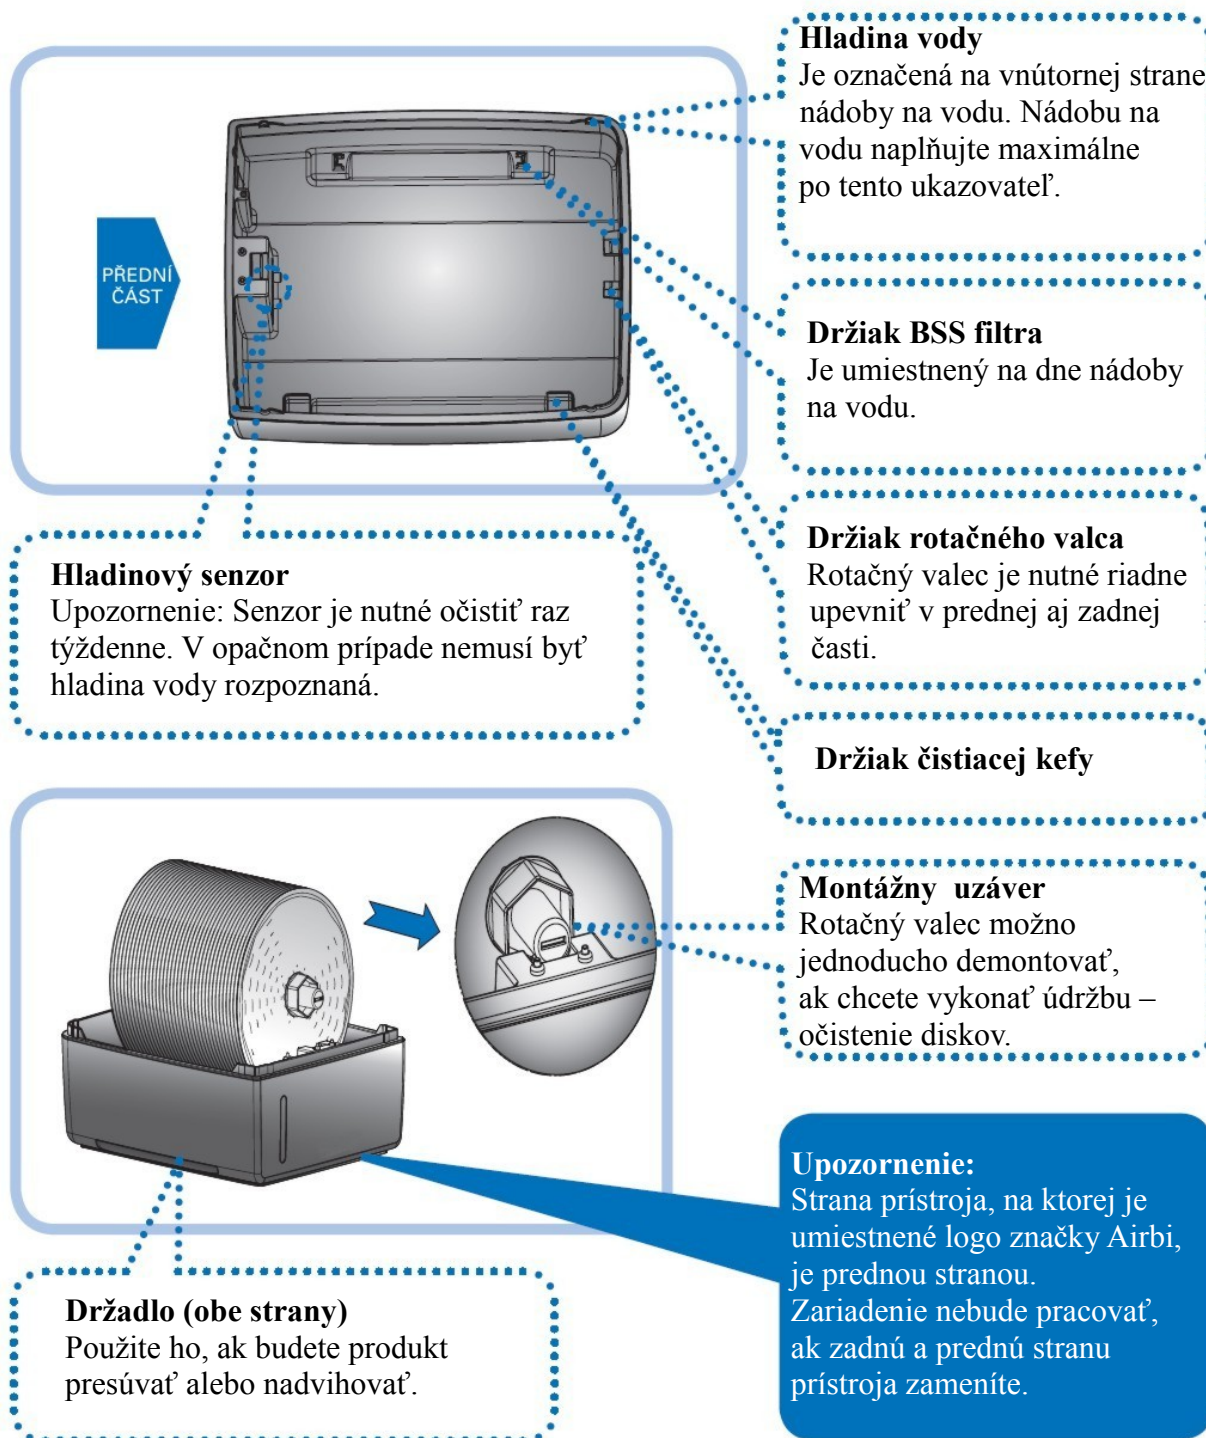 Hladina vody
Je označená na vnútornej strane
nádoby na vodu. Nádobu na
vodu naplňujte maximálne
po tento ukazovateľ.
PŘEDNÍ
ČÁST
Držiak BSS filtra
Je umiestnený na dne nádoby
na vodu.
Držiak rotačného valca
Rotačný valec je nutné riadne
upevniť v prednej aj zadnej
časti.
Hladinový senzor
Upozornenie: Senzor je nutné očistiť raz
týždenne. V opačnom prípade nemusí byť
hladina vody rozpoznaná.
Držiak čistiacej kefy
Montážny uzáver
Rotačný valec možno
jednoducho demontovať,
ak chcete vykonať údržbu –
očistenie diskov.
Upozornenie:
Strana prístroja, na ktorej je
umiestnené logo značky Airbi,
je prednou stranou.
Zariadenie nebude pracovať,
ak zadnú a prednú stranu
prístroja zameníte.
Držadlo (obe strany)
Použite ho, ak budete produkt
presúvať alebo nadvihovať.